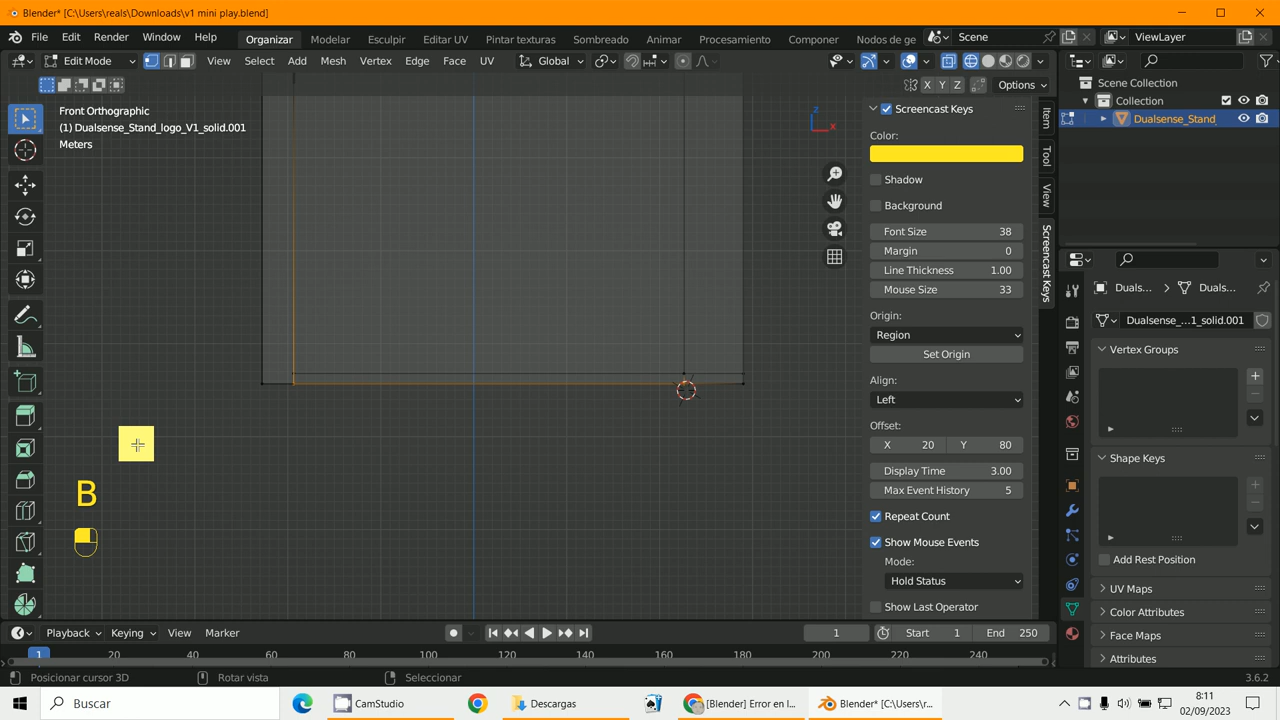 Blender* [C:\Users\reals\Downloads\v1 mini play.blend]
File Edit Render Window Help Organizar Modelar Esculpir Editar UV Pintar texturas Sombreado Animar Procesamiento Componer Nodos de ge Scene ViewLayer
Edit Mode View Select Add Mesh Vertex Edge Face UV Global
X Y Z Options
Front Orthographic
(1) Dualsense_Stand_logo_V1_solid.001
Meters
Z
X
B
Item
Tool
View
Screencast Keys
Screencast Keys
Color:
Shadow
Background
Font Size 38
Margin 0
Line Thickness 1.00
Mouse Size 33
Origin:
Region
Set Origin
Align:
Left
Offset:
X 20 Y 80
Display Time 3.00
Max Event History 5
Repeat Count
Show Mouse Events
Mode:
Hold Status
Show Last Operator
Scene Collection
Collection
Dualsense_Stand
Duals... Duals...
Dualsense_...1_solid.001
Vertex Groups
Shape Keys
Add Rest Position
UV Maps
Color Attributes
Face Maps
Attributes
Playback Keying View Marker 1 Start 1 End 250
1 20 40 60 80 100 120 140 160 180 200 220 240
Posicionar cursor 3D Rotar vista Seleccionar 3.6.2
Buscar CamStudio Descargas [Blender] Error en l... Blender* [C:\Users\r... 8:11
02/09/2023